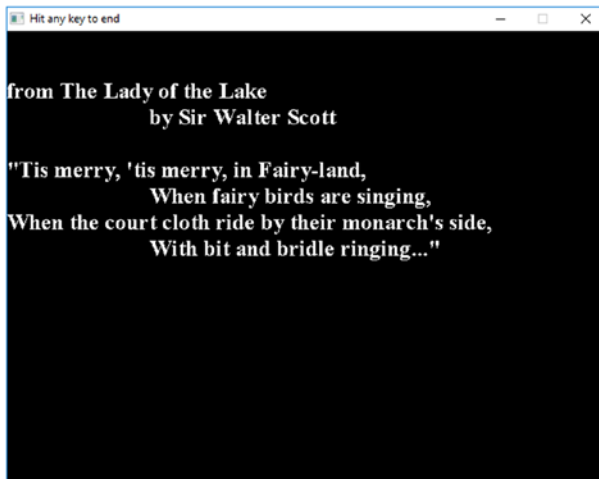 Hit any key to end
from The Lady of the Lake
by Sir Walter Scott
"Tis merry, 'tis merry, in Fairy-land,
When fairy birds are singing,
When the court cloth ride by their monarch's side,
With bit and bridle ringing..."